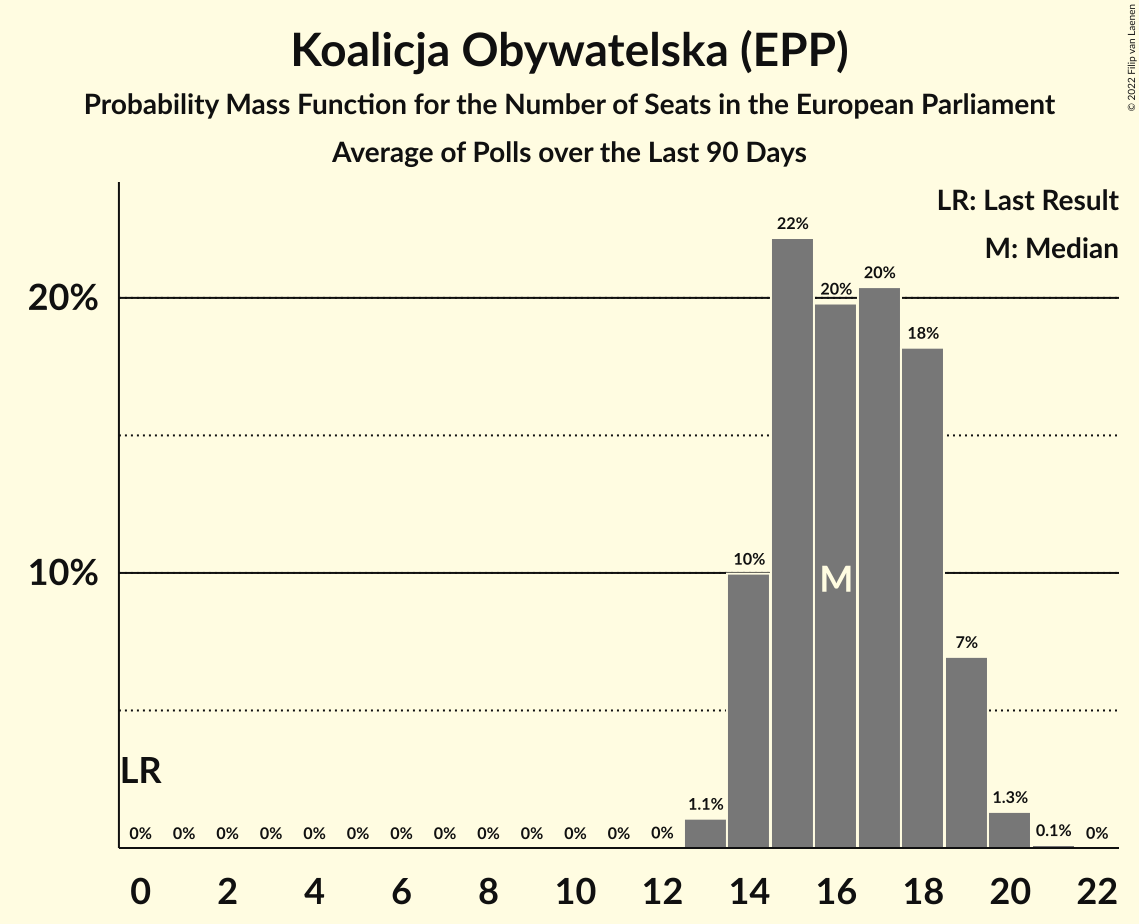 Koalicja Obywatelska (EPP)
Probability Mass Function for the Number of Seats in the European Parliament
Average of Polls over the Last 90 Days
© 2022 Filip van Laenen
LR: Last Result
M: Median
20%
10%
22%
20%
20%
18%
10%
7%
1.1%
1.3%
0.1%
0%
0% 0% 0% 0% 0% 0% 0% 0% 0% 0% 0% 0% 0%
M
LR
0 2 4 6 8 10 12 14 16 18 20 22